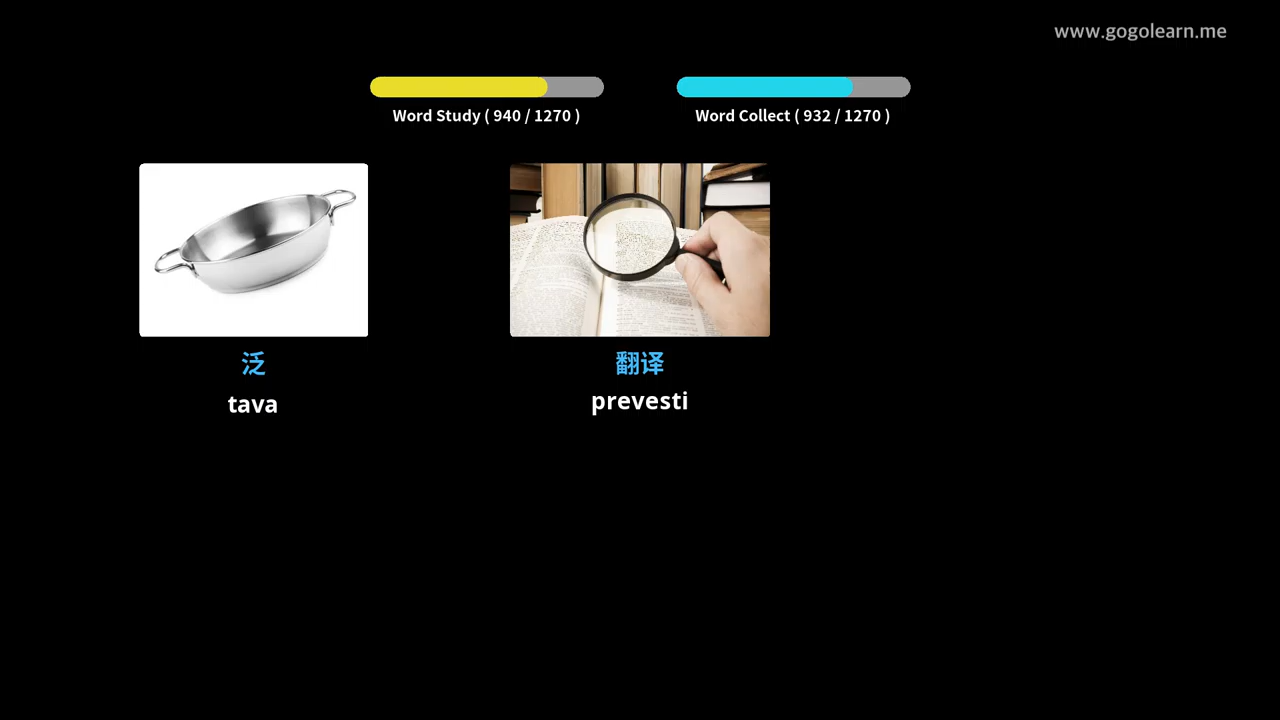 www.gogolearn.me
Word Study ( 940 / 1270 )
Word Collect ( 932 / 1270 )
泛
tava
翻译
prevesti